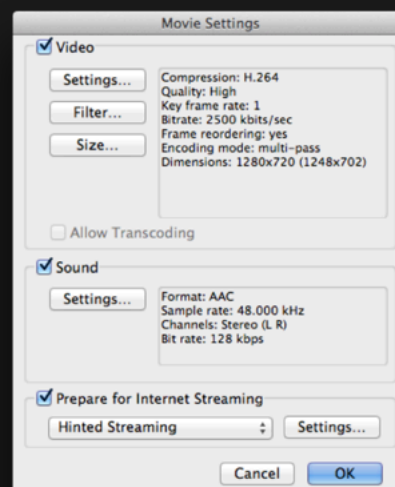 Movie Settings
Video
Settings...
Filter...
Size...
Compression: H.264
Quality: High
Key frame rate: 1
Bitrate: 2500 kbits/sec
Frame reordering: yes
Encoding mode: multi-pass
Dimensions: 1280x720 (1248x702)
Allow Transcoding
Sound
Settings...
Format: AAC
Sample rate: 48.000 kHz
Channels: Stereo (L R)
Bit rate: 128 kbps
Prepare for Internet Streaming
Hinted Streaming
Settings...
Cancel
OK